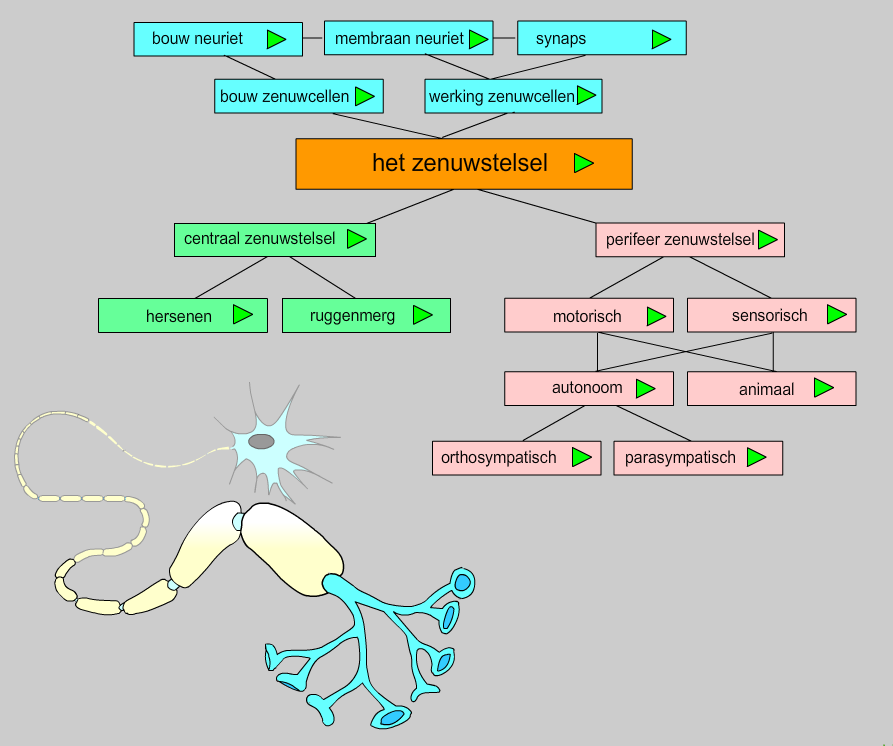 bouw neuriet
membraan neuriet
synaps
bouw zenuwcellen
werking zenuwcellen
het zenuwstelsel
centraal zenuwstelsel
perifeer zenuwstelsel
hersenen
ruggenmerg
motorisch
sensorisch
autonoom
animaal
orthosympatisch
parasympatisch